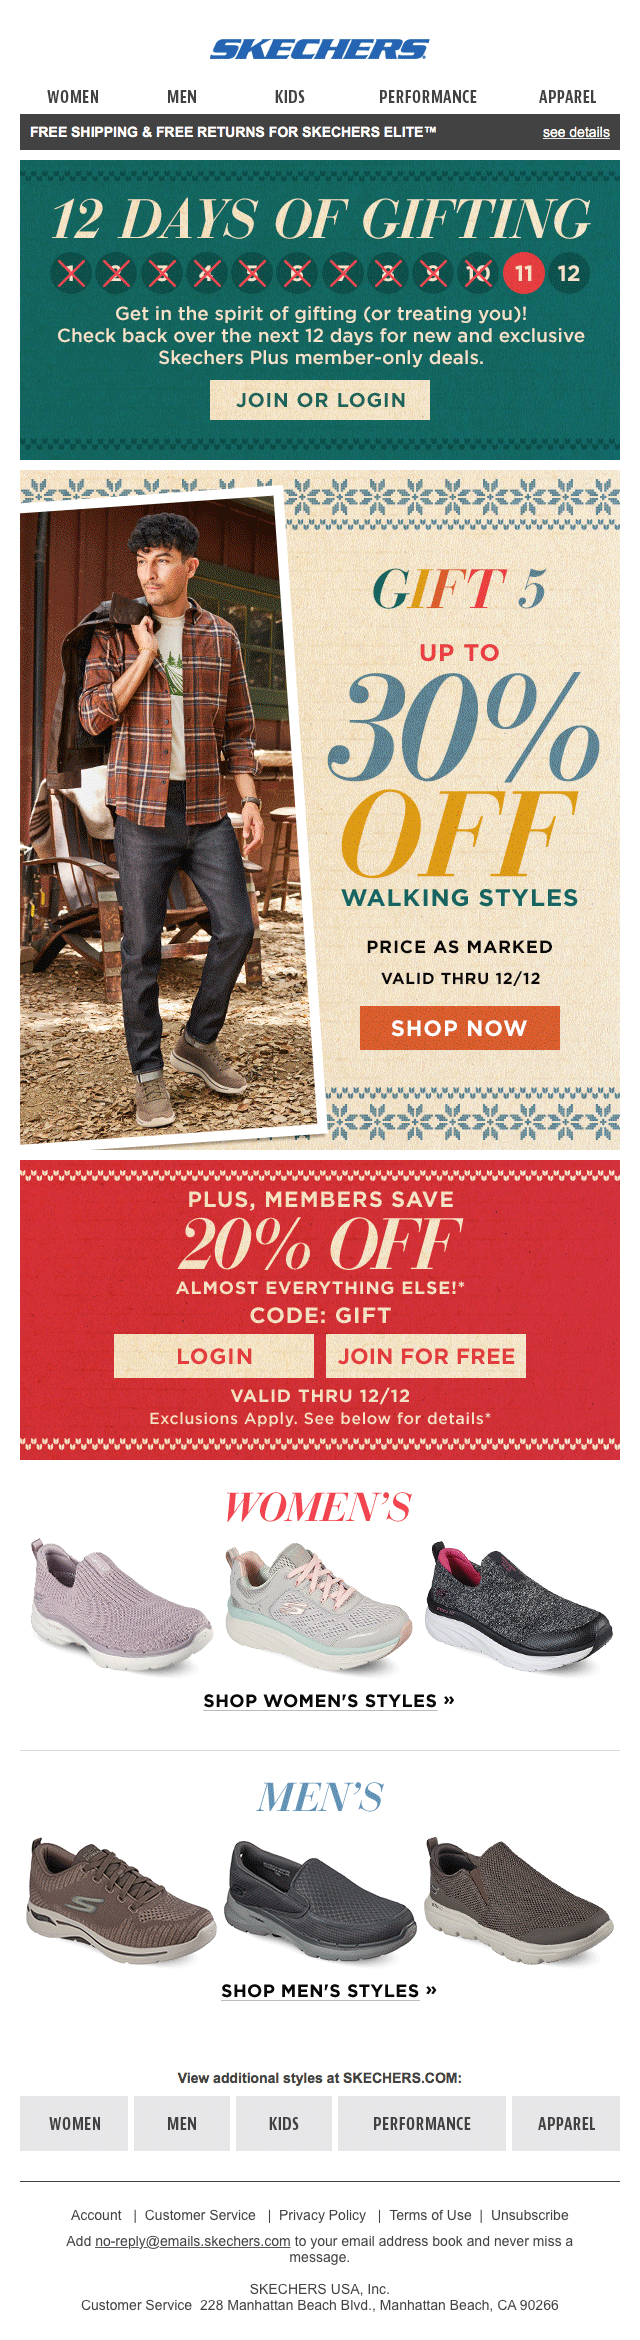 SKECHERS
WOMEN MEN KIDS PERFORMANCE APPAREL
FREE SHIPPING & FREE RETURNS FOR SKECHERS ELITE™ see details
12 DAYS OF GIFTING
1 2 3 4 5 6 7 8 9 10 11 12
Get in the spirit of gifting (or treating you)!
Check back over the next 12 days for new and exclusive
Skechers Plus member-only deals.
JOIN OR LOGIN
GIFT 5
UP TO
30%
OFF
WALKING STYLES
PRICE AS MARKED
VALID THRU 12/12
SHOP NOW
PLUS, MEMBERS SAVE
20% OFF
ALMOST EVERYTHING ELSE!*
CODE: GIFT
LOGIN JOIN FOR FREE
VALID THRU 12/12
Exclusions Apply. See below for details*
WOMEN'S
SHOP WOMEN'S STYLES »
MEN'S
SHOP MEN'S STYLES »
View additional styles at SKECHERS.COM:
WOMEN MEN KIDS PERFORMANCE APPAREL
Account | Customer Service | Privacy Policy | Terms of Use | Unsubscribe
Add no-reply@emails.skechers.com to your email address book and never miss a
message.
SKECHERS USA, Inc.
Customer Service 228 Manhattan Beach Blvd., Manhattan Beach, CA 90266